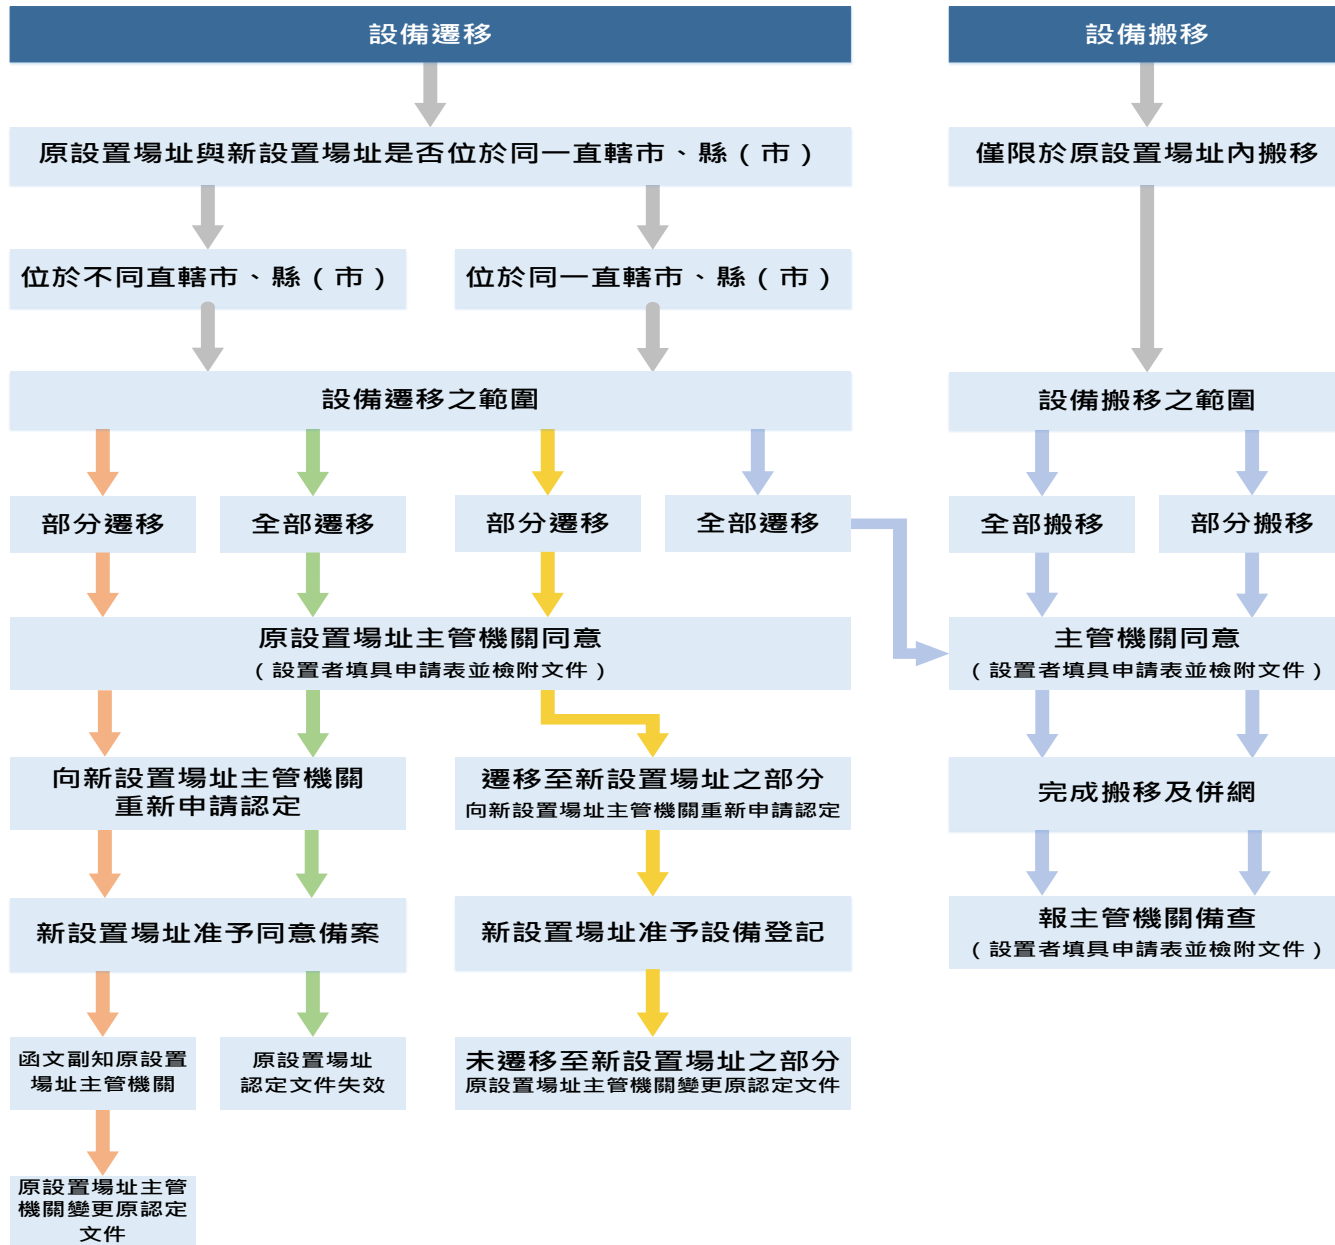 設備遷移
原設置場址與新設置場址是否位於同一直轄市、縣（市）
位於不同直轄市、縣（市）
位於同一直轄市、縣（市）
設備遷移之範圍
部分遷移
全部遷移
部分遷移
全部遷移
原設置場址主管機關同意
（設置者填具申請表並檢附文件）
向新設置場址主管機關
重新申請認定
遷移至新設置場址之部分
向新設置場址主管機關重新申請認定
新設置場址准予同意備案
新設置場址准予設備登記
函文副知原設置
場址主管機關
原設置場址
認定文件失效
未遷移至新設置場址之部分
原設置場址主管機關變更原認定文件
原設置場址主管
機關變更原認定
文件
設備搬移
僅限於原設置場址內搬移
設備搬移之範圍
全部搬移
部分搬移
主管機關同意
（設置者填具申請表並檢附文件）
完成搬移及併網
報主管機關備查
（設置者填具申請表並檢附文件）